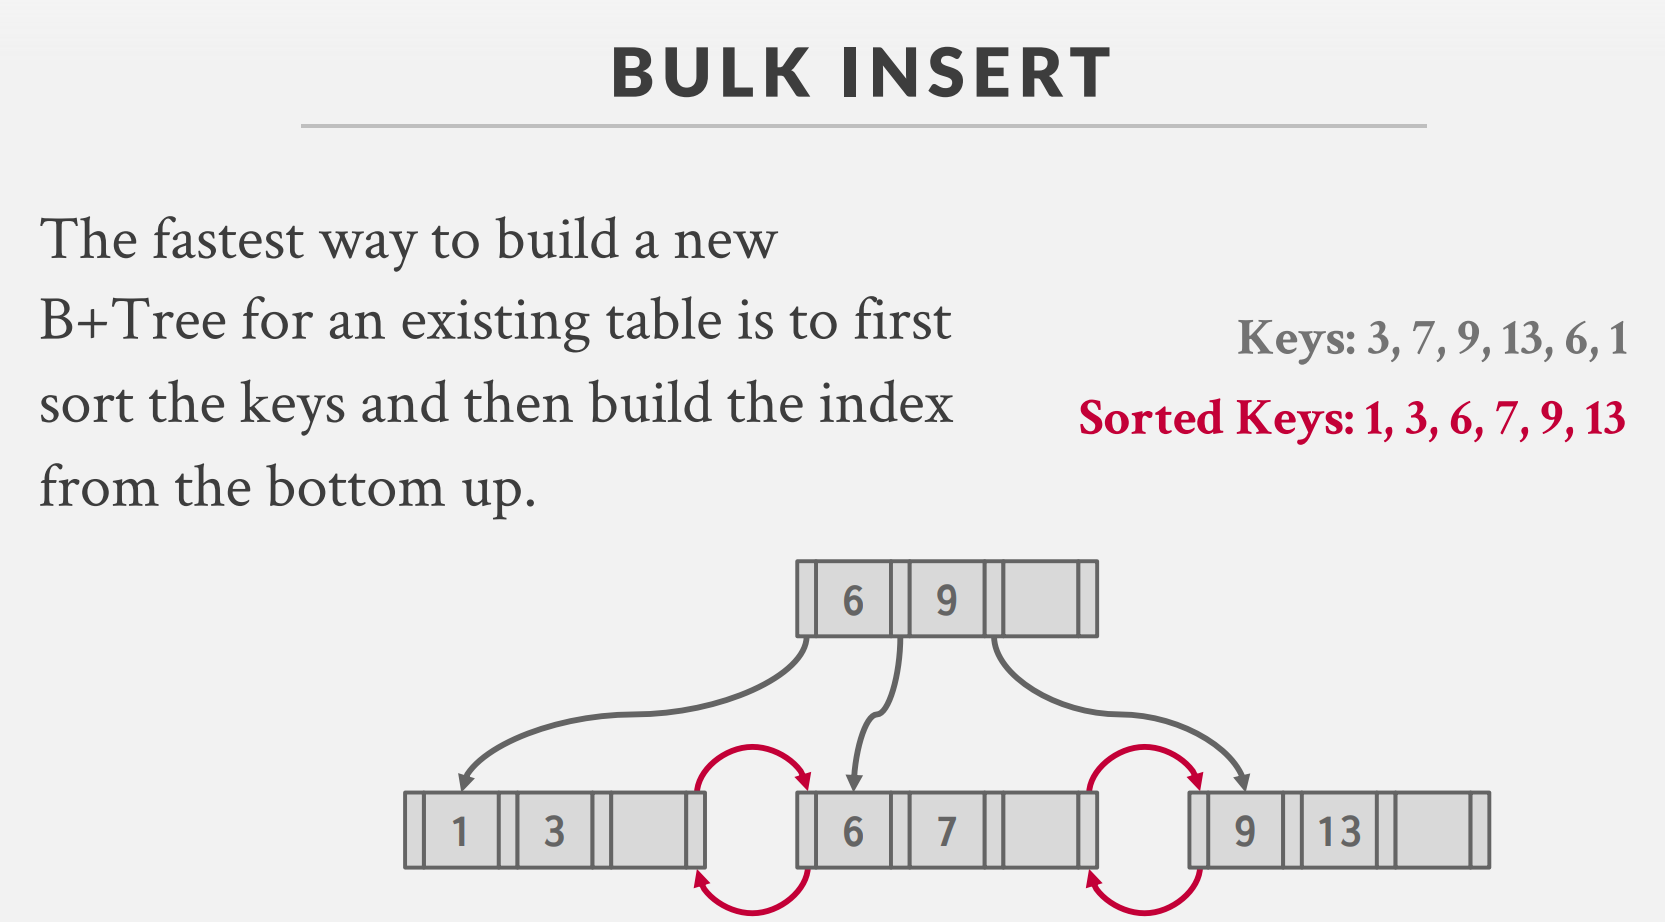 BULK INSERT
The fastest way to build a new
B+Tree for an existing table is to first
sort the keys and then build the index
from the bottom up.
Keys: 3, 7, 9, 13, 6, 1
Sorted Keys: 1, 3, 6, 7, 9, 13
6 9
1 3 6 7 9 13